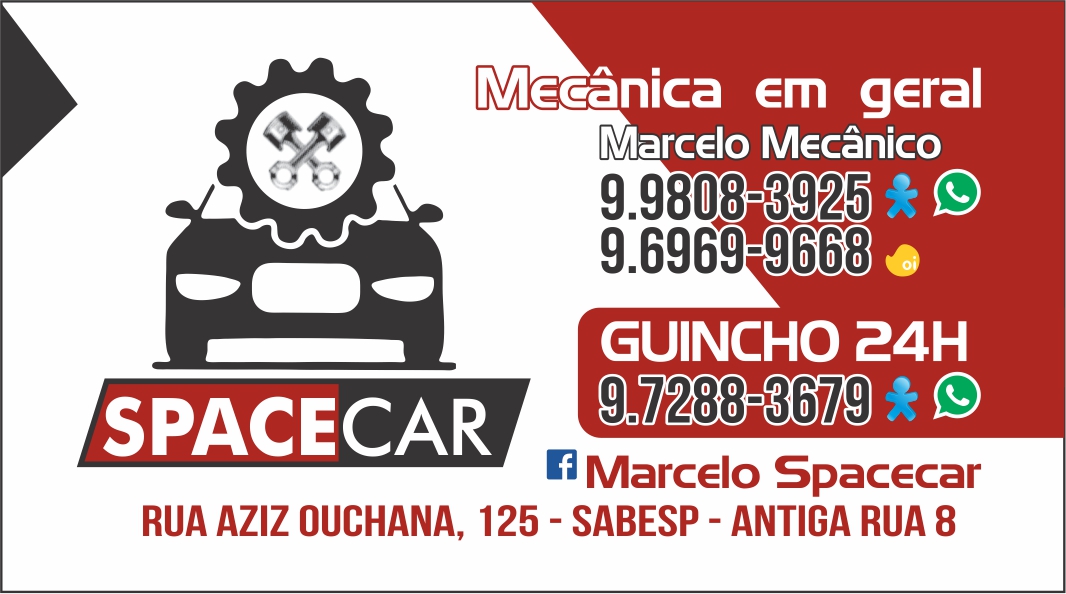 Mecânica em geral
Marcelo Mecânico
9.9808-3925
9.6969-9668
oi
GUINCHO 24H
9.7288-3679
SPACECAR
f Marcelo Spacecar
RUA AZIZ OUCHANA, 125 - SABESP - ANTIGA RUA 8